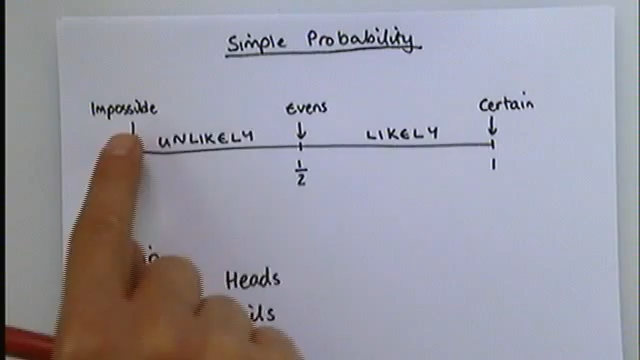 Simple Probability
Impossible Evens Certain
UNLIKELY LIKELY
1/2 1
Heads